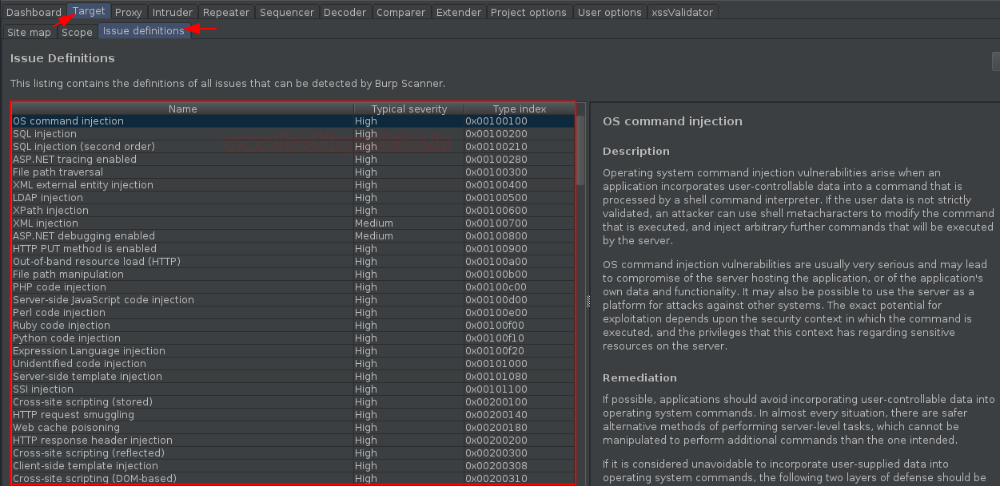 Dashboard Target Proxy Intruder Repeater Sequencer Decoder Comparer Extender Project options User options xssValidator
Site map Scope Issue definitions
Issue Definitions
This listing contains the definitions of all issues that can be detected by Burp Scanner.
Name Typical severity Type index
OS command injection High 0x00100100
SQL injection High 0x00100200
SQL injection (second order) High 0x00100210
ASP.NET tracing enabled High 0x00100280
File path traversal High 0x00100300
XML external entity injection High 0x00100400
LDAP injection High 0x00100500
XPath injection High 0x00100600
XML injection Medium 0x00100700
ASP.NET debugging enabled Medium 0x00100800
HTTP PUT method is enabled High 0x00100900
Out-of-band resource load (HTTP) High 0x00100a00
File path manipulation High 0x00100b00
PHP code injection High 0x00100c00
Server-side JavaScript code injection High 0x00100d00
Perl code injection High 0x00100e00
Ruby code injection High 0x00100f00
Python code injection High 0x00100f10
Expression Language injection High 0x00100f20
Unidentified code injection High 0x00101000
Server-side template injection High 0x00101080
SSI injection High 0x00101100
Cross-site scripting (stored) High 0x00200100
HTTP request smuggling High 0x00200140
Web cache poisoning High 0x00200180
HTTP response header injection High 0x00200200
Cross-site scripting (reflected) High 0x00200300
Client-side template injection High 0x00200308
Cross-site scripting (DOM-based) High 0x00200310
OS command injection
Description
Operating system command injection vulnerabilities arise when an
application incorporates user-controllable data into a command that is
processed by a shell command interpreter. If the user data is not strictly
validated, an attacker can use shell metacharacters to modify the command
that is executed, and inject arbitrary further commands that will be executed
by the server.
OS command injection vulnerabilities are usually very serious and may lead
to compromise of the server hosting the application, or of the application's
own data and functionality. It may also be possible to use the server as a
platform for attacks against other systems. The exact potential for
exploitation depends upon the security context in which the command is
executed, and the privileges that this context has regarding sensitive
resources on the server.
Remediation
If possible, applications should avoid incorporating user-controllable data into
operating system commands. In almost every situation, there are safer
alternative methods of performing server-level tasks, which cannot be
manipulated to perform additional commands than the one intended.
If it is considered unavoidable to incorporate user-supplied data into
operating system commands, the following two layers of defense should be